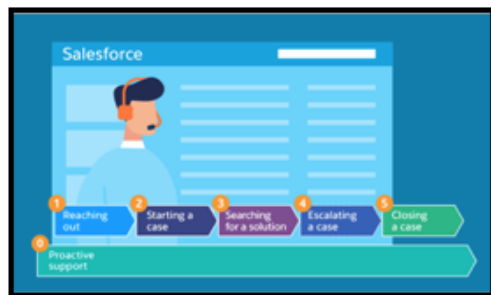 Salesforce
1
Reaching
out
2
Starting a
case
3
Searching
for a solution
4
Escalating
a case
5
Closing
a case
0
Proactive
support